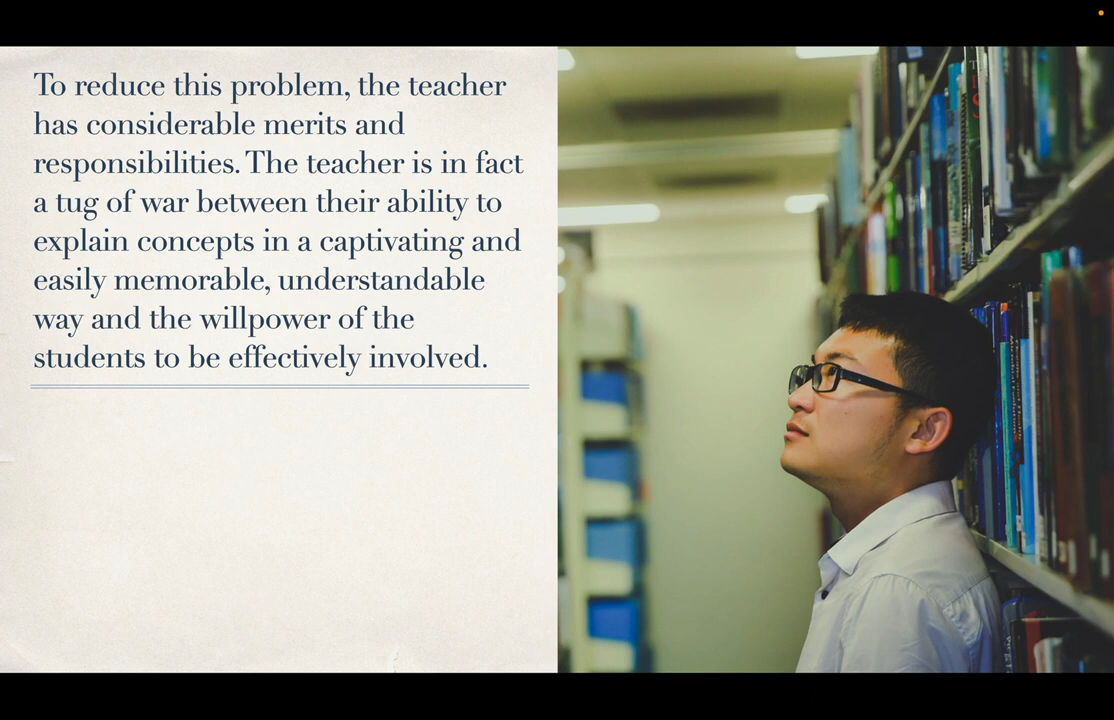 To reduce this problem, the teacher
has considerable merits and
responsibilities. The teacher is in fact
a tug of war between their ability to
explain concepts in a captivating and
easily memorable, understandable
way and the willpower of the
students to be effectively involved.